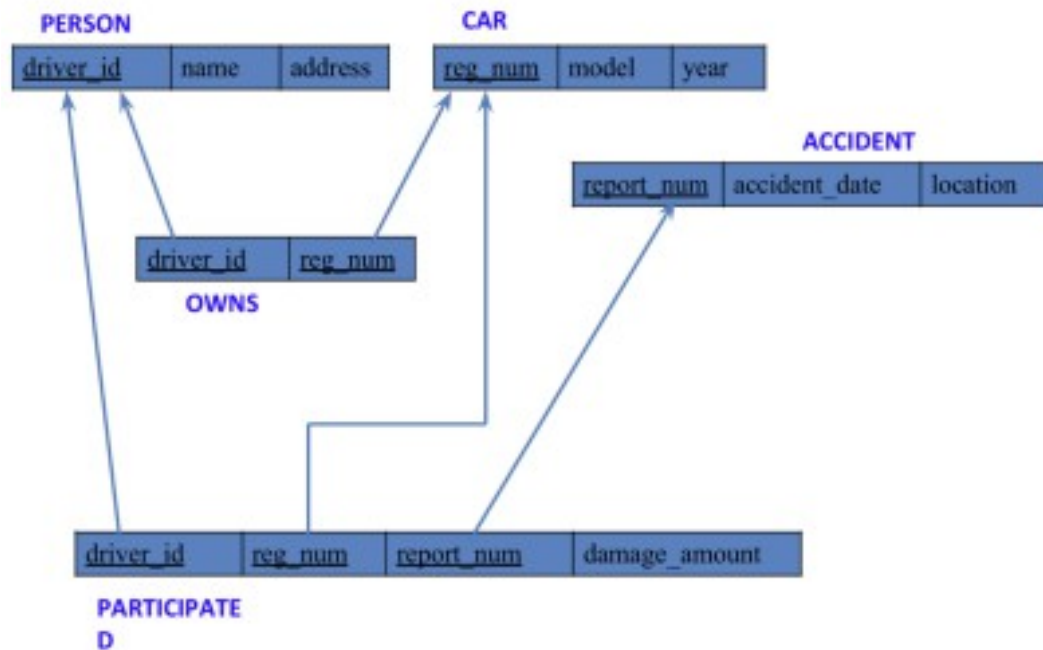 PERSON
CAR
driver_id name address
reg_num model year
ACCIDENT
report_num accident_date location
driver_id reg_num
OWNS
driver_id reg_num report_num damage_amount
PARTICIPATE
D